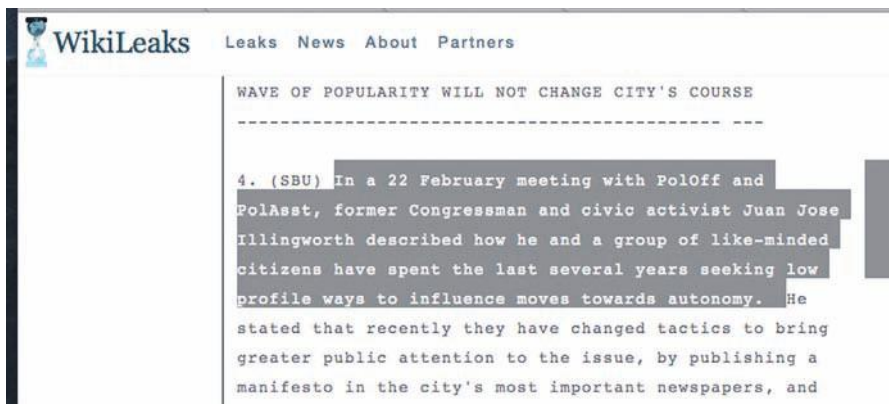 WikiLeaks Leaks News About Partners
WAVE OF POPULARITY WILL NOT CHANGE CITY'S COURSE
--------------------------------------------- ---
4. (SBU) In a 22 February meeting with PolOff and
PolAsst, former Congressman and civic activist Juan Jose
Illingworth described how he and a group of like-minded
citizens have spent the last several years seeking low
profile ways to influence moves towards autonomy. He
stated that recently they have changed tactics to bring
greater public attention to the issue, by publishing a
manifesto in the city's most important newspapers, and